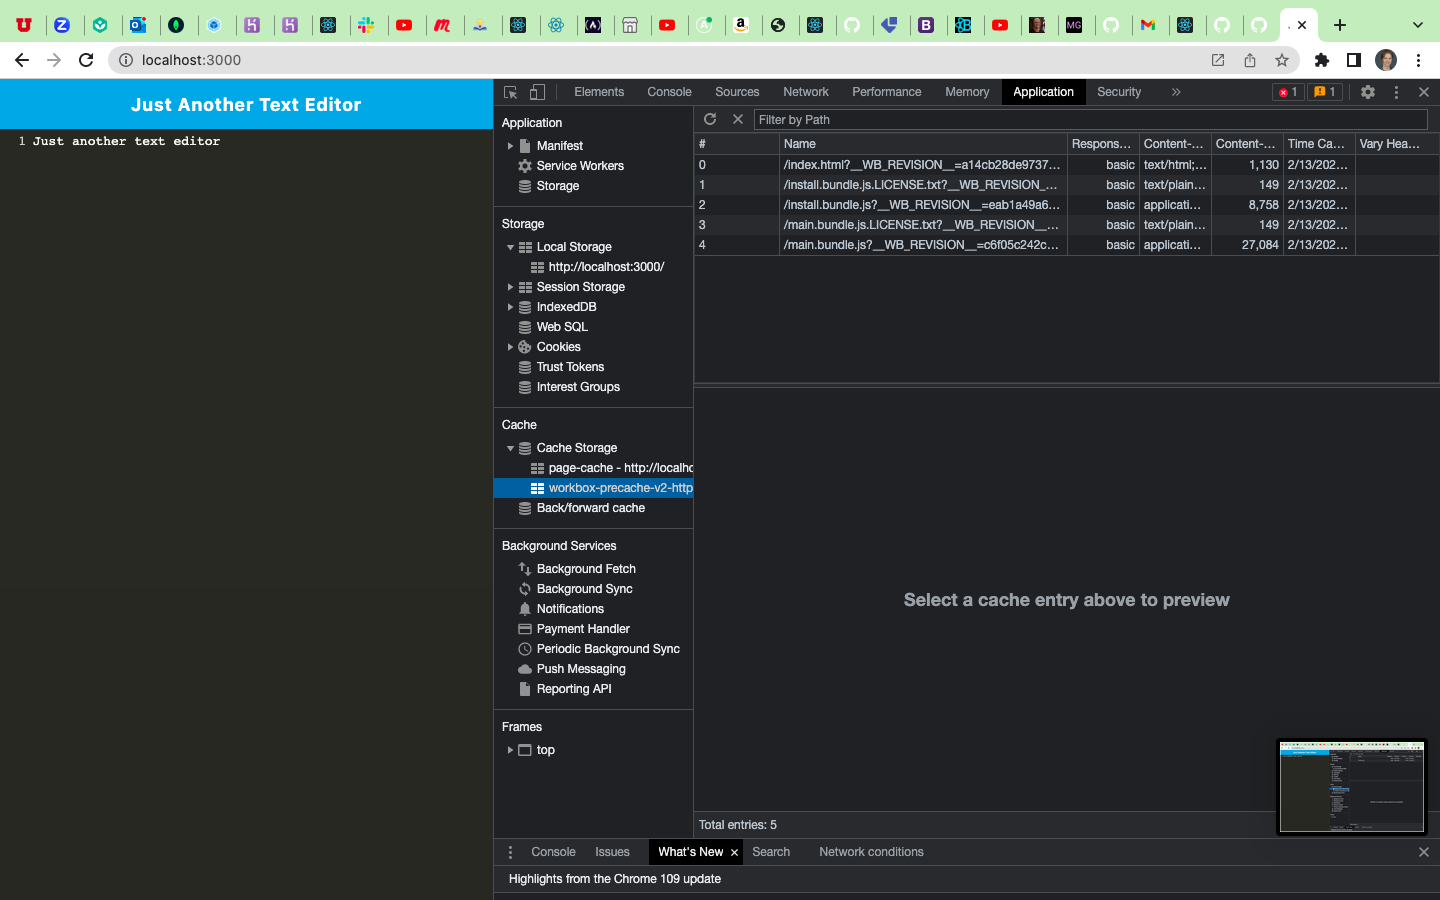 localhost:3000
Just Another Text Editor
1 Just another text editor
Elements Console Sources Network Performance Memory Application Security » 1 1
Application
Manifest
Service Workers
Storage
Storage
Local Storage
http://localhost:3000/
Session Storage
IndexedDB
Web SQL
Cookies
Trust Tokens
Interest Groups
Cache
Cache Storage
page-cache - http://localho
workbox-precache-v2-http
Back/forward cache
Background Services
Background Fetch
Background Sync
Notifications
Payment Handler
Periodic Background Sync
Push Messaging
Reporting API
Frames
top
Filter by Path
# Name Respons… Content-… Content-… Time Ca… Vary Hea…
0 /index.html?__WB_REVISION__=a14cb28de9737… basic text/html;… 1,130 2/13/202…
1 /install.bundle.js.LICENSE.txt?__WB_REVISION_… basic text/plain… 149 2/13/202…
2 /install.bundle.js?__WB_REVISION__=eab1a49a6… basic applicati… 8,758 2/13/202…
3 /main.bundle.js.LICENSE.txt?__WB_REVISION__… basic text/plain… 149 2/13/202…
4 /main.bundle.js?__WB_REVISION__=c6f05c242c… basic applicati… 27,084 2/13/202…
Select a cache entry above to preview
Total entries: 5
Console Issues What's New Search Network conditions
Highlights from the Chrome 109 update